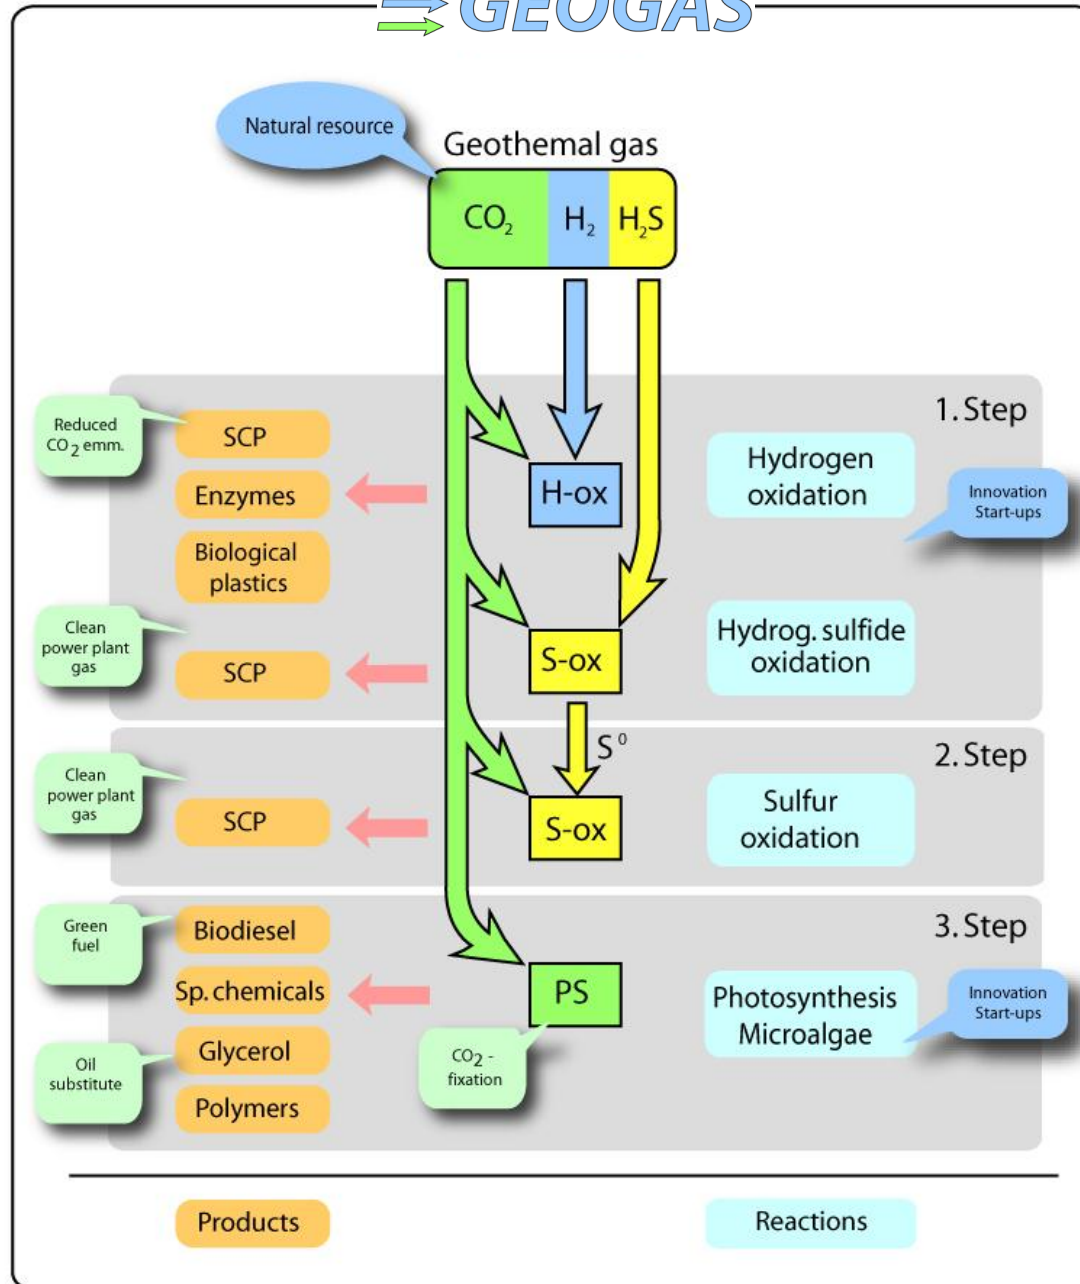 GEOGAS
Natural resource
Geothemal gas
CO₂
H₂
H₂S
1. Step
Reduced
CO₂ emm.
SCP
Enzymes
Biological
plastics
H-ox
Hydrogen
oxidation
Innovation
Start-ups
Clean
power plant
gas
SCP
S-ox
Hydrog. sulfide
oxidation
S⁰
2. Step
Clean
power plant
gas
SCP
S-ox
Sulfur
oxidation
3. Step
Green
fuel
Biodiesel
Sp. chemicals
Glycerol
Polymers
Oil
substitute
PS
CO₂ -
fixation
Photosynthesis
Microalgae
Innovation
Start-ups
Products
Reactions